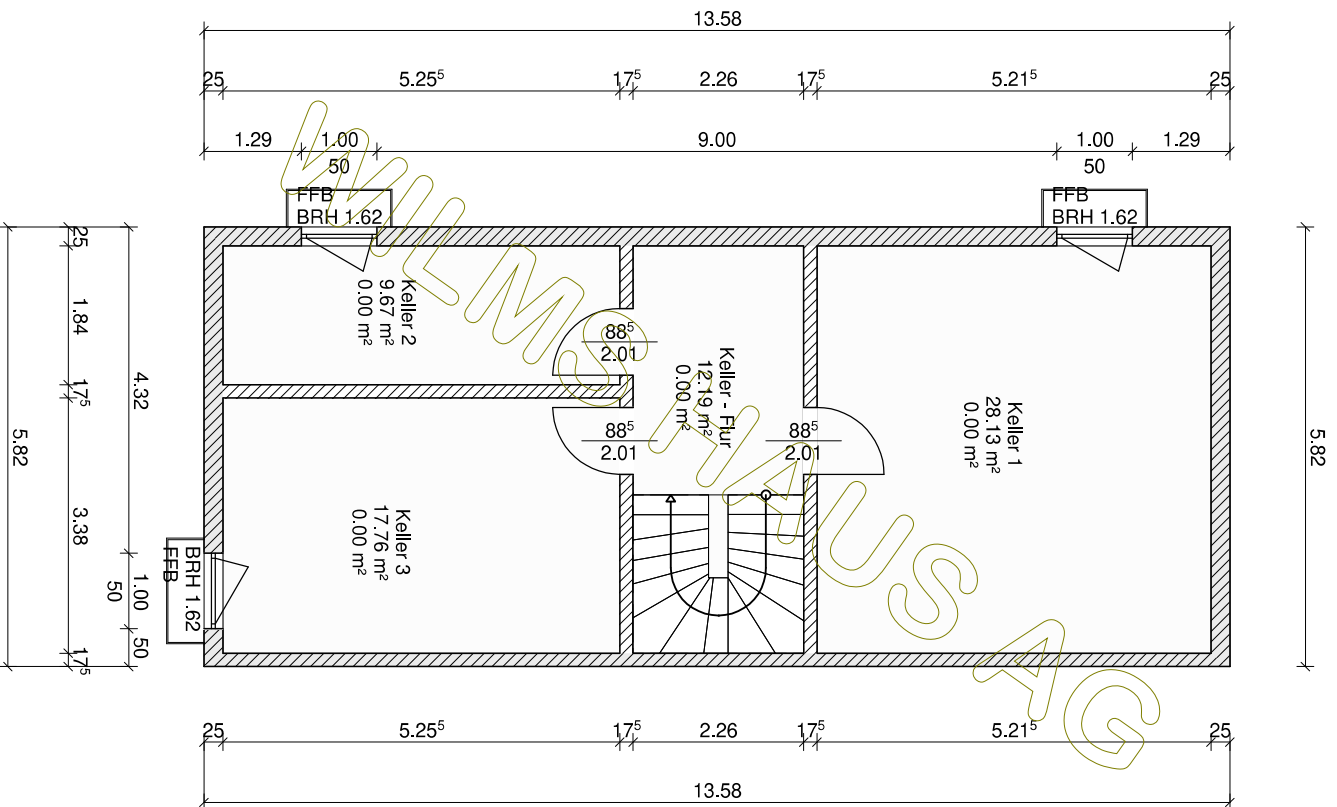 13.58
25 5.25⁵ 17⁵ 2.26 17⁵ 5.21⁵ 25
1.29 1.00 9.00 1.00 1.29
50 50
FFB
BRH 1.62
FFB
BRH 1.62
5.82
25 1.84 17⁵ 3.38 17⁵
4.32 1.00 50
50
BRH 1.62
FFB
Keller 2
9.67 m²
0.00 m²
88⁵
2.01
Keller - Flur
12.19 m²
0.00 m²
88⁵
2.01
88⁵
2.01
Keller 1
28.13 m²
0.00 m²
Keller 3
17.76 m²
0.00 m²
5.82
WILMS HAUS AG
25 5.25⁵ 17⁵ 2.26 17⁵ 5.21⁵ 25
13.58